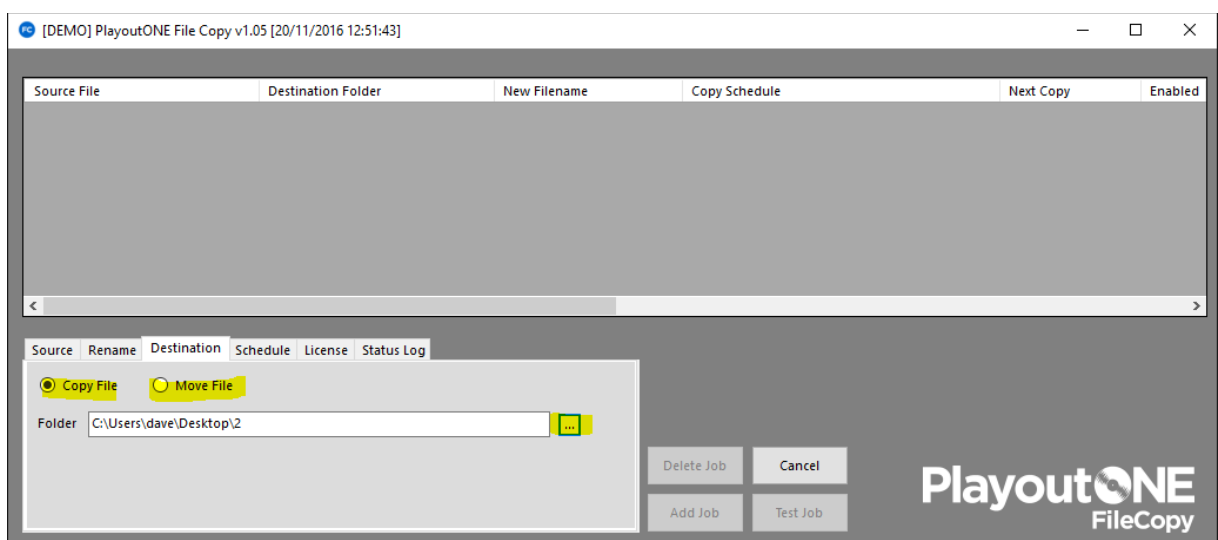 FC [DEMO] PlayoutONE File Copy v1.05 [20/11/2016 12:51:43]
Source File Destination Folder New Filename Copy Schedule Next Copy Enabled
Source Rename Destination Schedule License Status Log
Copy File Move File
Folder C:\Users\dave\Desktop\2 ...
Delete Job Cancel
Add Job Test Job
PlayoutONE
FileCopy